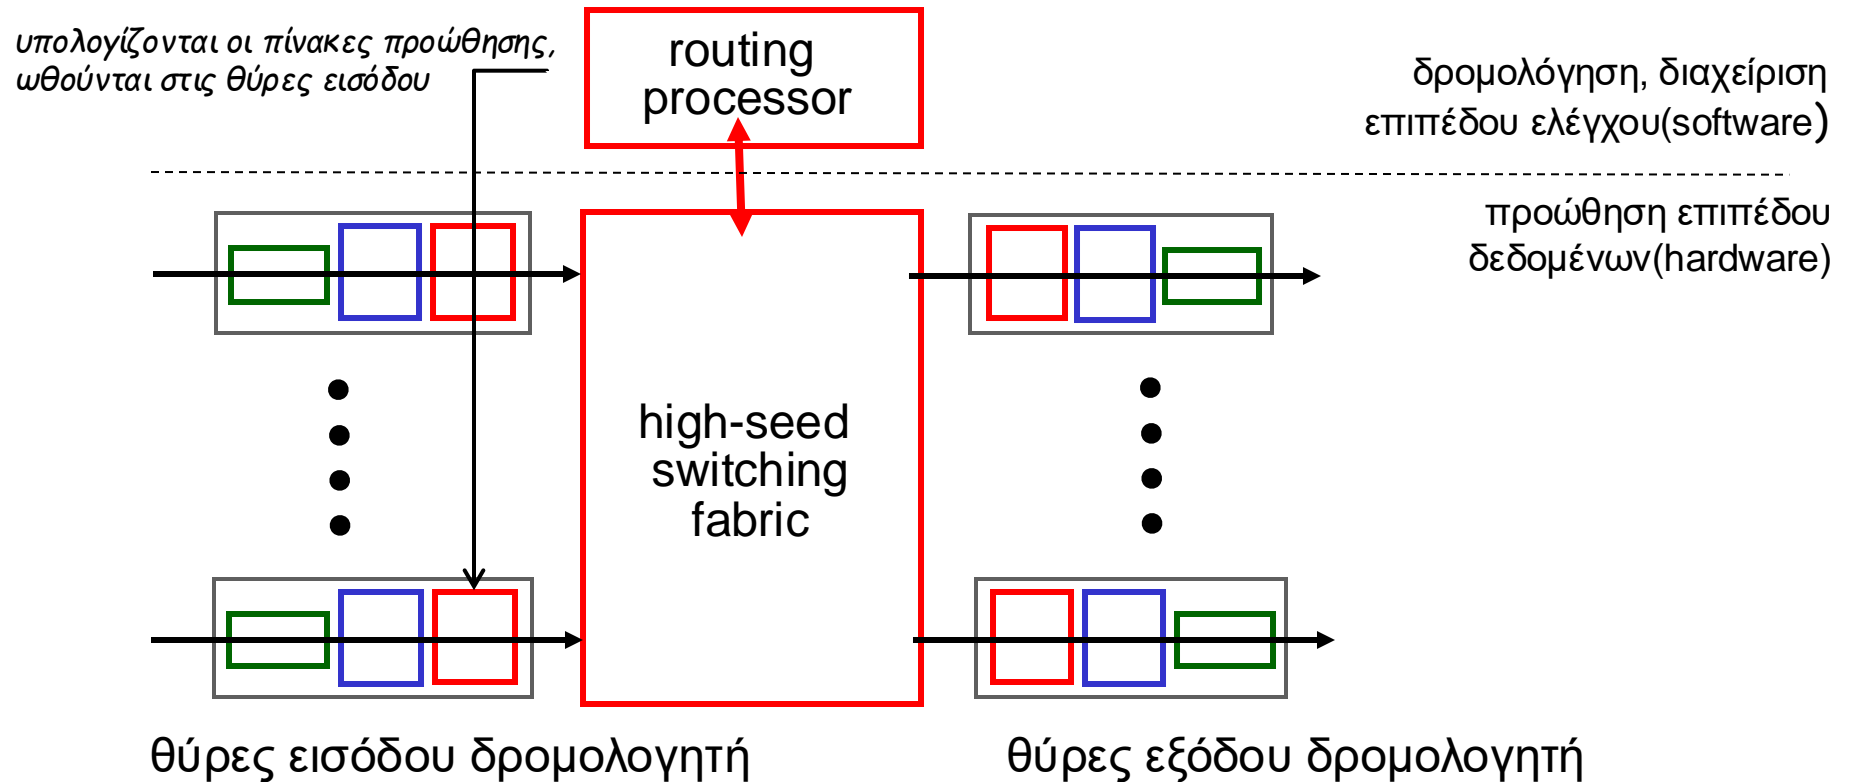 υπολογίζονται οι πίνακες προώθησης,
ωθούνται στις θύρες εισόδου
routing
processor
δρομολόγηση, διαχείριση
επιπέδου ελέγχου(software)
προώθηση επιπέδου
δεδομένων(hardware)
high-seed
switching
fabric
θύρες εισόδου δρομολογητή
θύρες εξόδου δρομολογητή